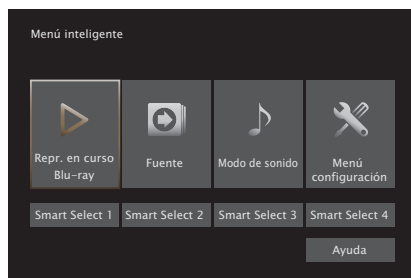 Menú inteligente
Repr. en curso
Blu-ray
Fuente
Modo de sonido
Menú
configuración
Smart Select 1
Smart Select 2
Smart Select 3
Smart Select 4
Ayuda